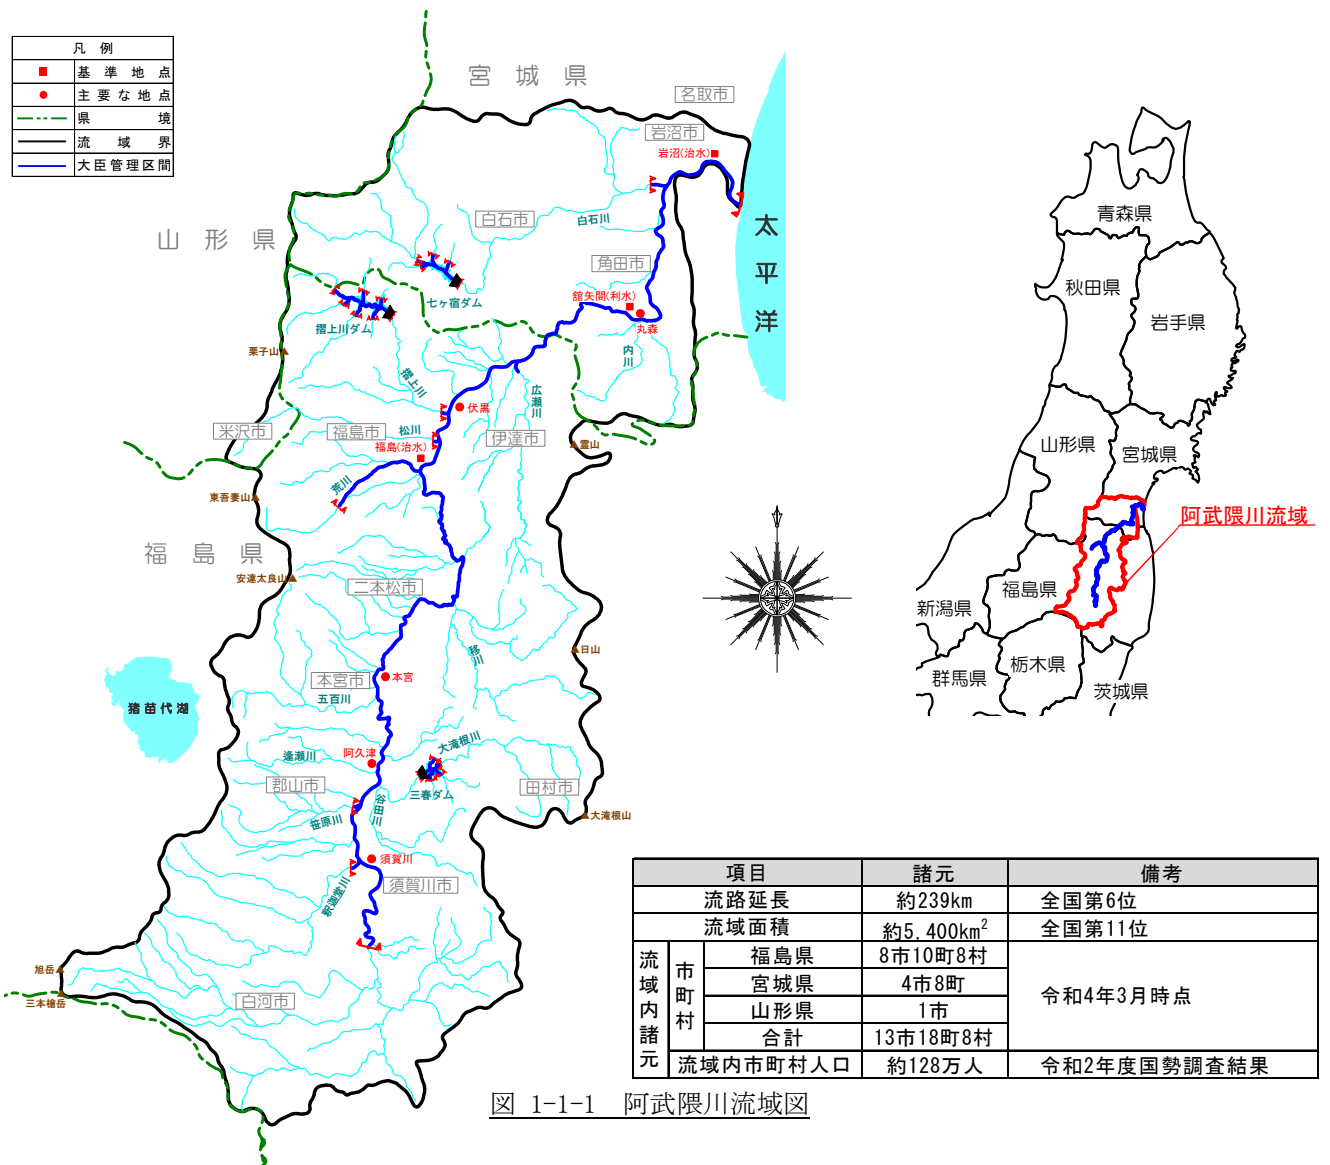 凡 例
基 準 地 点
主 要 な 地 点
県 境
流 域 界
大臣管理区間
宮 城 県
名取市
岩沼市
岩沼(治水)
白石市
白石川
太平洋
山 形 県
角田市
七ヶ宿ダム
舘矢間(利水)
丸森
摺上川ダム
栗子山
内川
摺上川
広瀬川
伏黒
米沢市
福島市
松川
伊達市
福島(治水)
霊山
荒川
東吾妻山
福 島 県
安達太良山
二本松市
移川
日山
本宮市
本宮
五百川
猪苗代湖
大滝根川
阿久津
逢瀬川
郡山市
三春ダム
田村市
谷田川
笹原川
大滝根山
須賀川
須賀川市
釈迦堂川
旭岳
三本槍岳
白河市
青森県
秋田県
岩手県
山形県
宮城県
阿武隈川流域
福島県
新潟県
群馬県
栃木県
茨城県
項目 諸元 備考
流路延長 約239km 全国第6位
流域面積 約5,400km² 全国第11位
流域内諸元 市町村 福島県 8市10町8村 令和4年3月時点
宮城県 4市8町
山形県 1市
合計 13市18町8村
流域内市町村人口 約128万人 令和2年度国勢調査結果
図 1-1-1 阿武隈川流域図